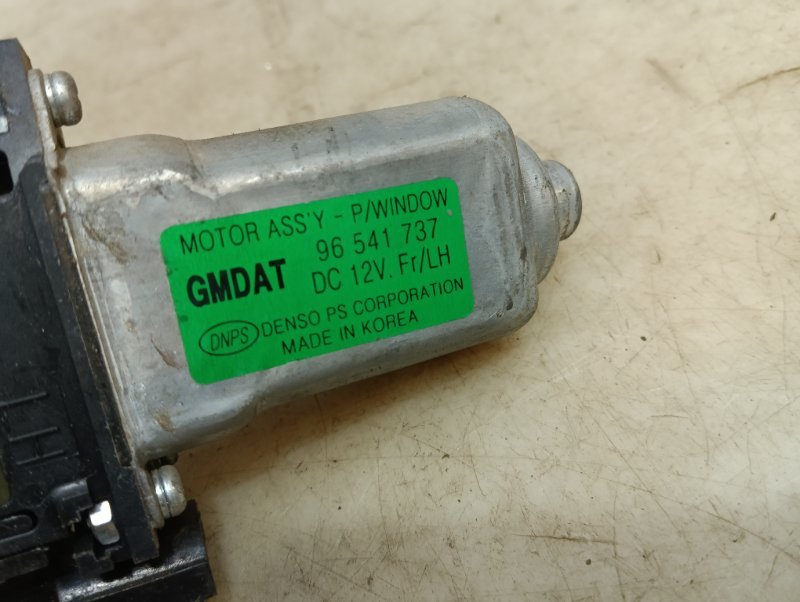 MOTOR ASS'Y - P/WINDOW
GMDAT 96 541 737
DC 12V. Fr/LH
DNPS DENSO PS CORPORATION
MADE IN KOREA